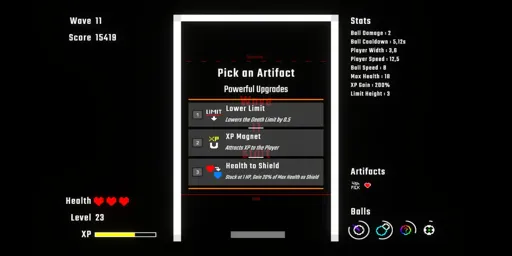 Wave 11
Score 15419
Pick an Artifact
Powerful Upgrades
1
LIMIT
Lower Limit
Lowers the Death Limit by 0.5
2
XP
XP Magnet
Attracts XP to the Player
3
Health to Shield
Stuck at 1 HP, Gain 20% of Max Health as Shield
Health
Level 23
XP
Stats
Ball Damage : 2
Ball Cooldown : 5,12s
Player Width : 3,8
Player Speed : 12,5
Ball Speed : 8
Max Health : 18
XP Gain : 200%
Limit Height : 3
Artifacts
PICK
Balls